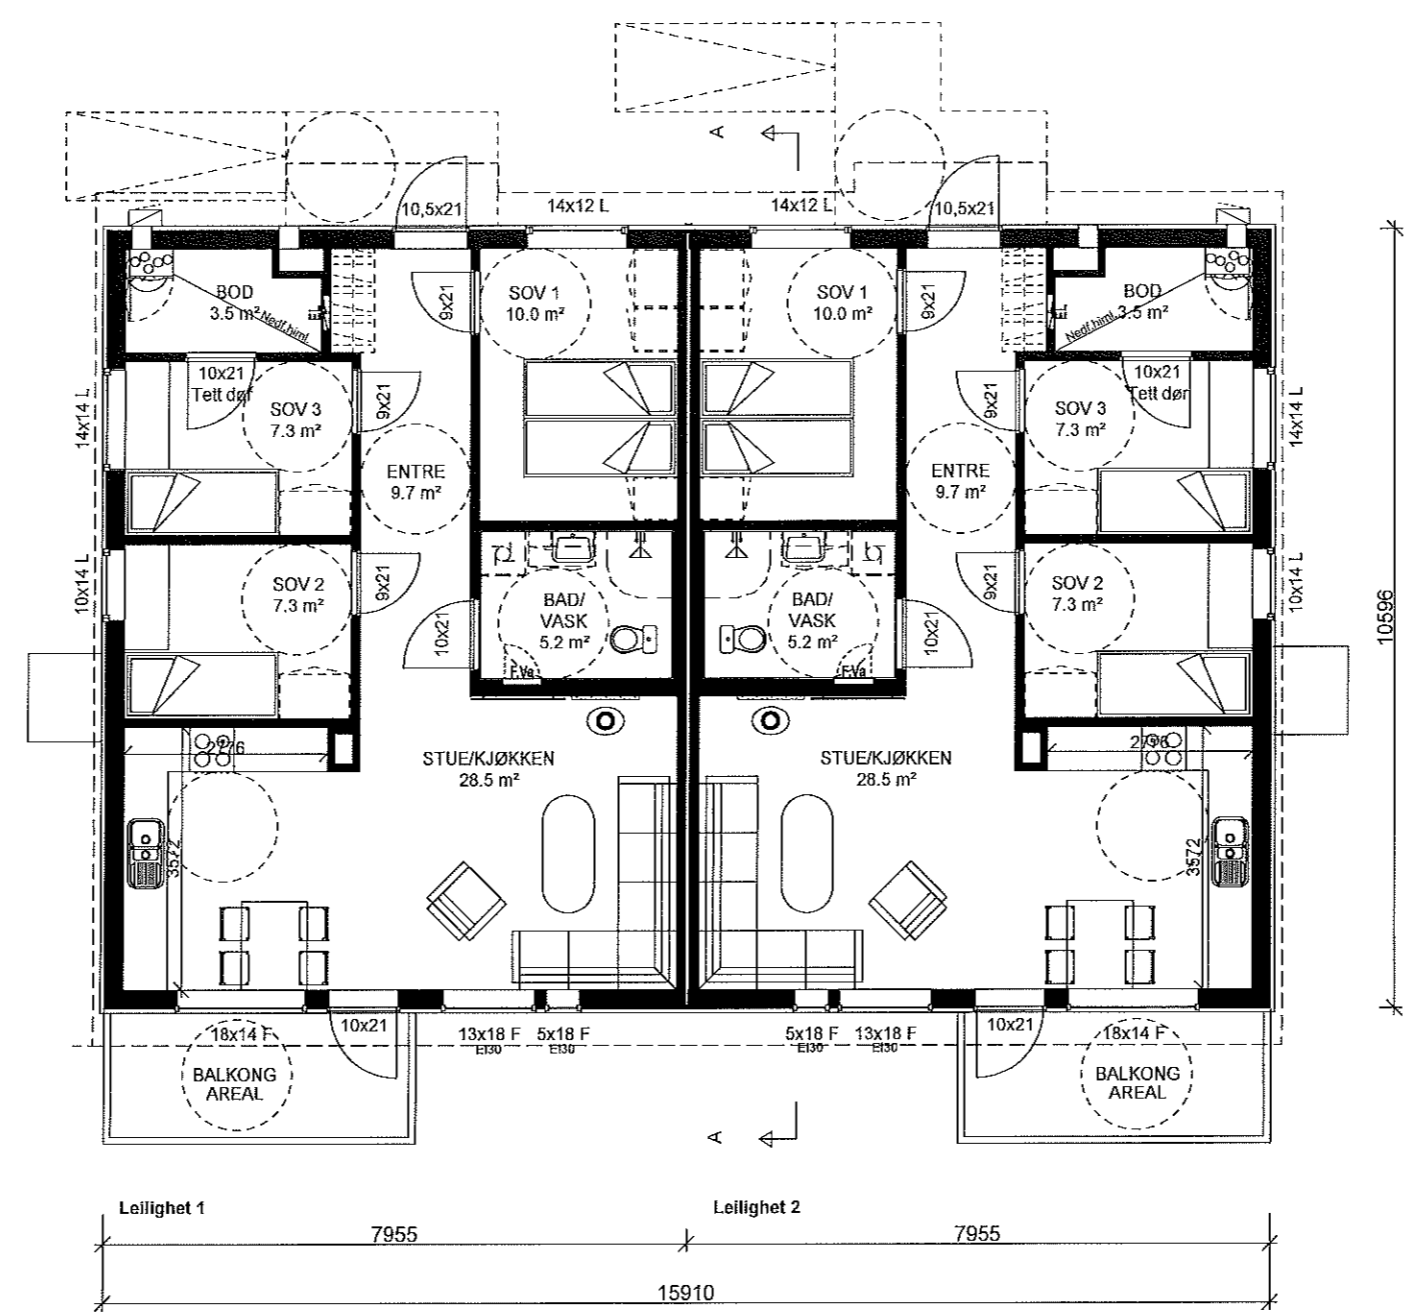 A
10,5x21
14x12 L
14x12 L
10,5x21
BOD
3.5 m²
Nedf.himl.
9x21
SOV 1
10.0 m²
SOV 1
10.0 m²
9x21
BOD
3.5 m²
Nedf.himl.
14x14 L
10x21
Tett dør
SOV 3
7.3 m²
9x21
ENTRE
9.7 m²
9x21
ENTRE
9.7 m²
SOV 3
7.3 m²
10x21
Tett dør
14x14 L
10x14 L
SOV 2
7.3 m²
9x21
10x21
BAD/
VASK
5.2 m²
F.Va
BAD/
VASK
5.2 m²
F.Va
10x21
9x21
SOV 2
7.3 m²
10x14 L
10596
2776
STUE/KJØKKEN
28.5 m²
STUE/KJØKKEN
28.5 m²
2776
3572
3572
18x14 F
10x21
13x18 F
EI30
5x18 F
EI30
5x18 F
EI30
13x18 F
EI30
10x21
18x14 F
BALKONG
AREAL
BALKONG
AREAL
A
Leilighet 1
Leilighet 2
7955
7955
15910